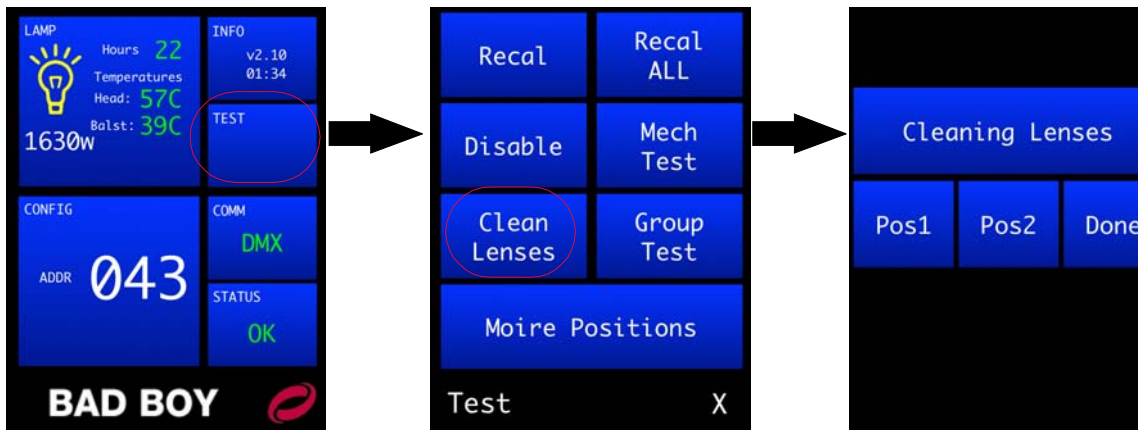 LAMP
Hours 22
Temperatures
Head: 57C
Balst: 39C
1630w
INFO
v2.10
01:34
TEST
CONFIG
ADDR 043
COMM
DMX
STATUS
OK
BAD BOY
Recal
Recal
ALL
Disable
Mech
Test
Clean
Lenses
Group
Test
Moire Positions
Test X
Cleaning Lenses
Pos1 Pos2 Done